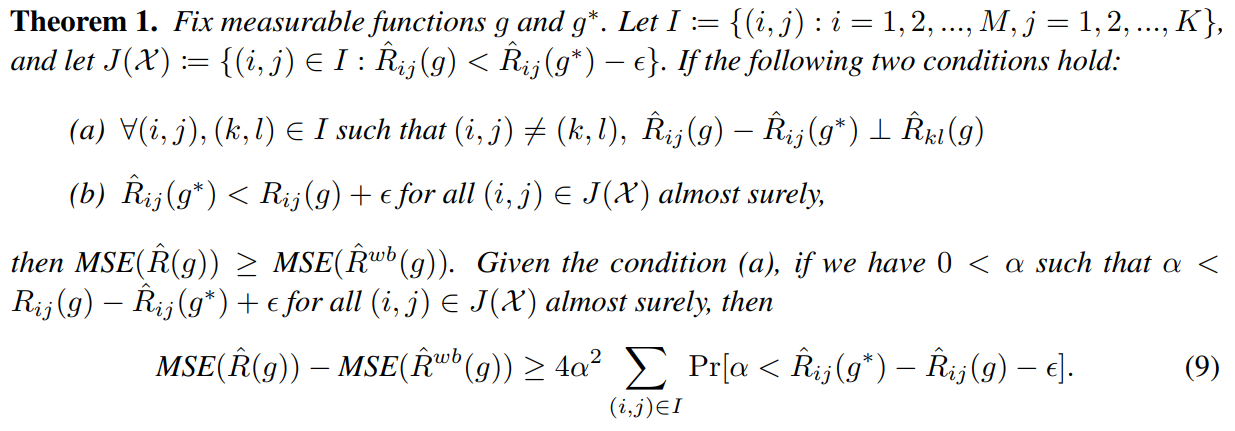 Theorem 1. Fix measurable functions g and g*. Let I := {(i, j) : i = 1, 2, ..., M, j = 1, 2, ..., K},
and let J(𝒳) := {(i, j) ∈ I : R̂ᵢⱼ(g) < R̂ᵢⱼ(g*) − ϵ}. If the following two conditions hold:
(a) ∀(i, j), (k, l) ∈ I such that (i, j) ≠ (k, l), R̂ᵢⱼ(g) − R̂ᵢⱼ(g*) ⊥ R̂ₖₗ(g)
(b) R̂ᵢⱼ(g*) < Rᵢⱼ(g) + ϵ for all (i, j) ∈ J(𝒳) almost surely,
then MSE(R̂(g)) ≥ MSE(R̂ʷᵇ(g)). Given the condition (a), if we have 0 < α such that α <
Rᵢⱼ(g) − R̂ᵢⱼ(g*) + ϵ for all (i, j) ∈ J(𝒳) almost surely, then
MSE(R̂(g)) − MSE(R̂ʷᵇ(g)) ≥ 4α² ∑_{(i,j)∈I} Pr[α < R̂ᵢⱼ(g*) − R̂ᵢⱼ(g) − ϵ]. (9)